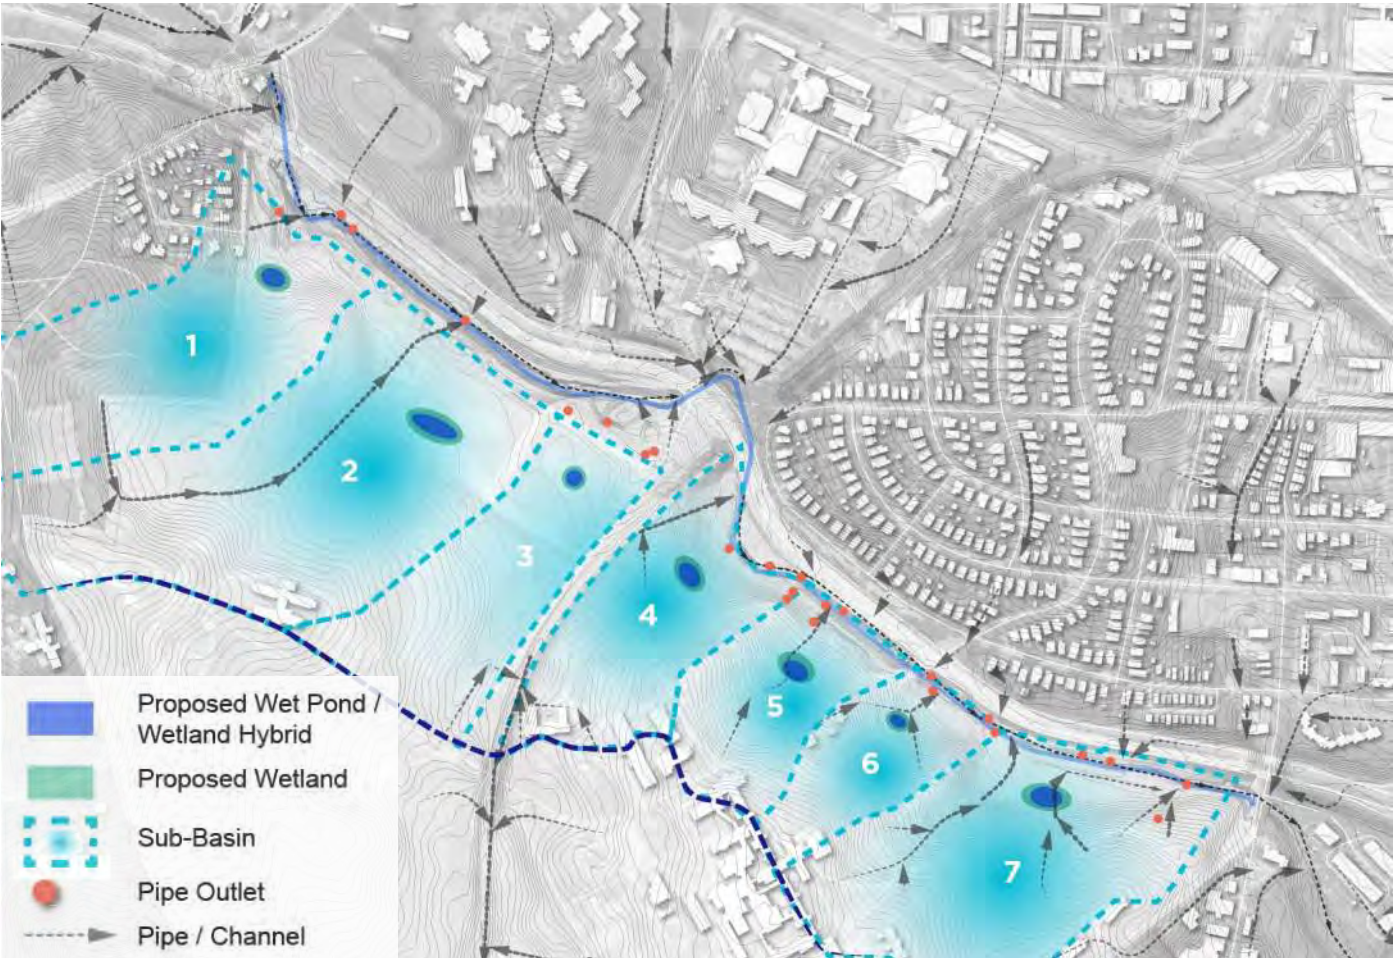 1
2
3
4
5
6
7
Proposed Wet Pond /
Wetland Hybrid
Proposed Wetland
Sub-Basin
Pipe Outlet
Pipe / Channel